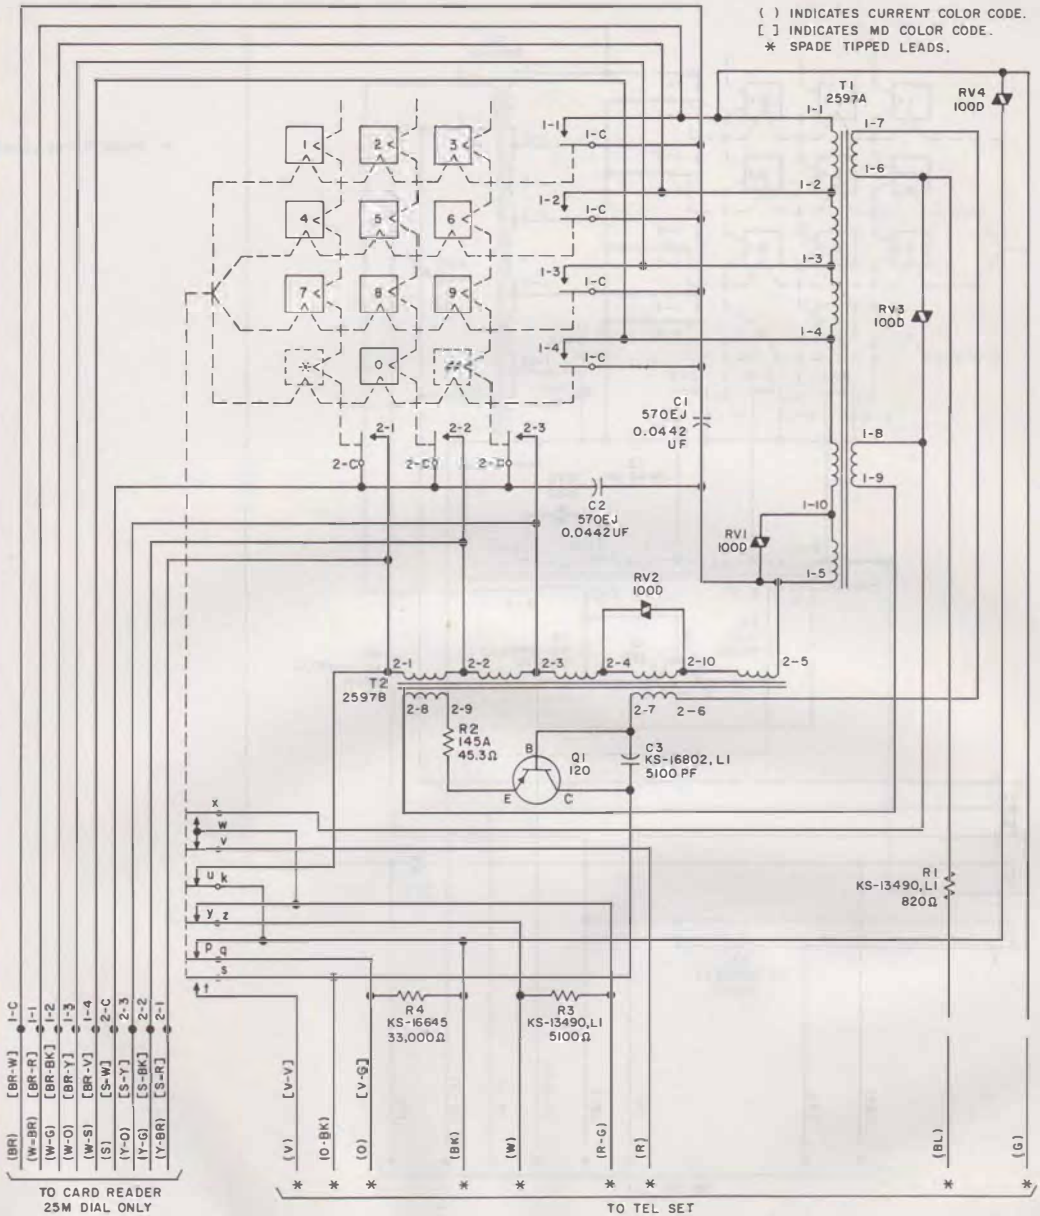 ( ) INDICATES CURRENT COLOR CODE.
[ ] INDICATES MD COLOR CODE.
* SPADE TIPPED LEADS.
T1
2597A
RV4
100D
1-1
1-1
1-C
1-7
1-6
1 2 3
1-2
1-2
1-C
4 5 6
1-3
1-3
1-C
RV3
100D
7 8 9
1-4
1-4
1-C
* 0 #
C1
570EJ
0.0442
UF
2-1 2-2 2-3
1-8
1-9
2-C
C2
570EJ
0.0442UF
1-10
RV1
100D
1-5
RV2
100D
2-1 2-2 2-3 2-4 2-10 2-5
T2
2597B
2-8 2-9 2-7 2-6
R2
145A
45.3Ω
B
Q1
120
E C
C3
KS-16802, L1
5100 PF
x
w
v
u k
y z
p q
s
t
R1
KS-13490,L1
820Ω
R4
KS-16645
33,000Ω
R3
KS-13490,L1
5100Ω
1-C 1-1 1-2 1-3 1-4 2-C 2-3 2-2 2-1
[BR-W] [BR-R] [BR-BK] [BR-Y] [BR-V] [S-W] [S-Y] [S-BK] [S-R]
[V-V] [V-G]
(BR) (W-BR) (W-G) (W-O) (W-S) (S) (Y-O) (Y-G) (Y-BR)
(V) (O-BK) (O) (BK) (W) (R-G) (R) (BL) (G)
* * * * * * * * *
TO CARD READER
25M DIAL ONLY
TO TEL SET